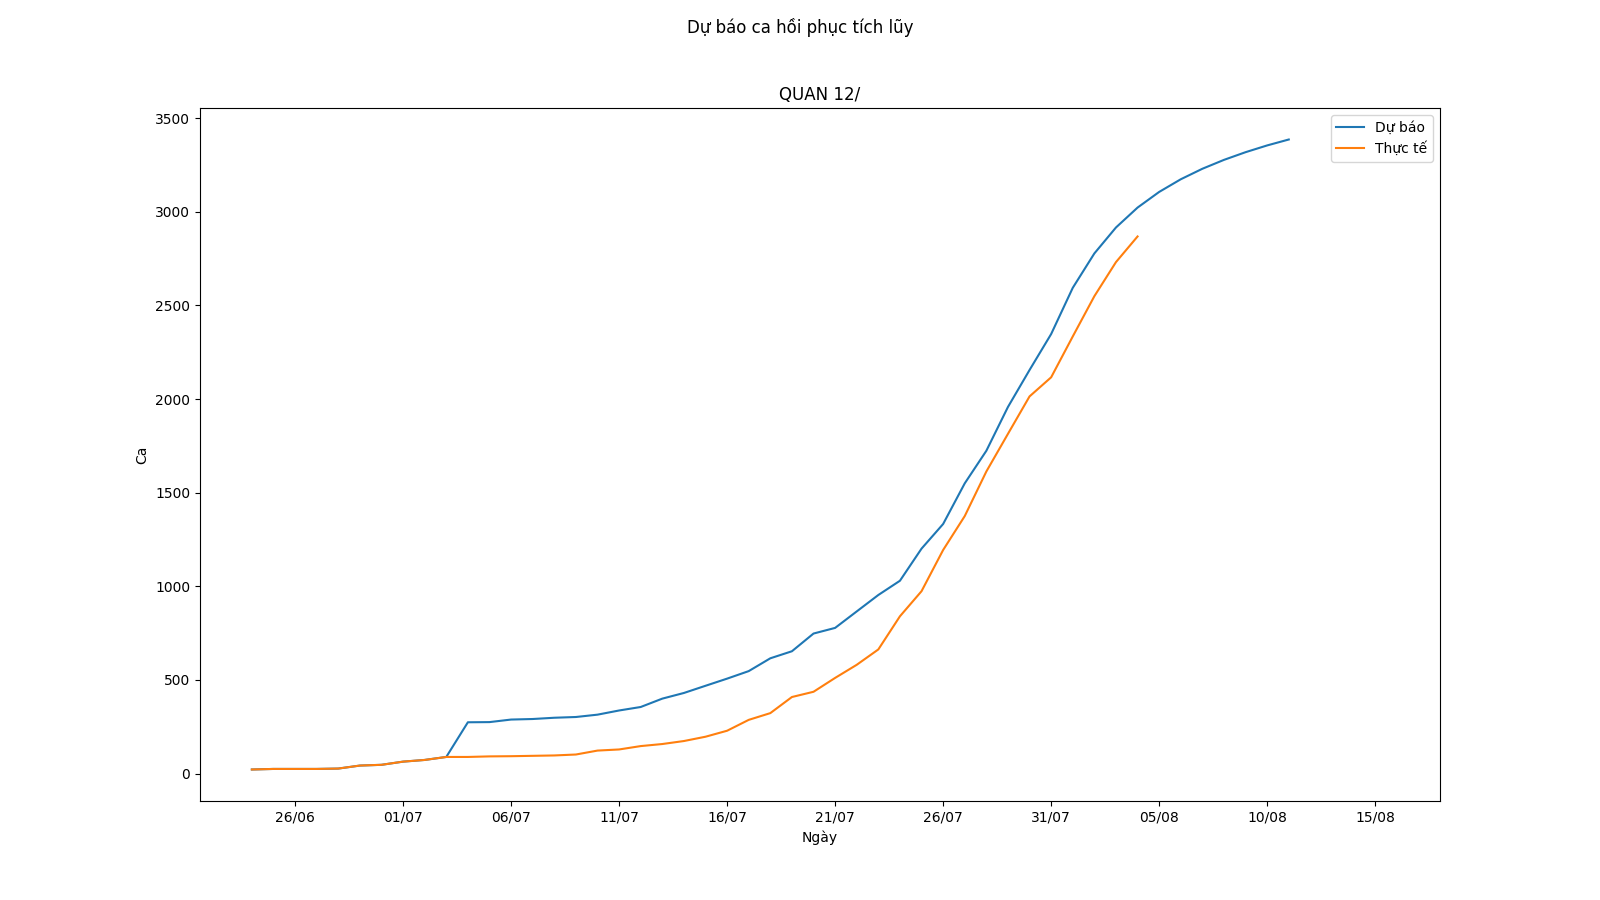 Dự báo ca hồi phục tích lũy
QUAN 12/
Dự báo
Thực tế
3500
3000
2500
2000
1500
1000
500
0
Ca
26/06 01/07 06/07 11/07 16/07 21/07 26/07 31/07 05/08 10/08 15/08
Ngày